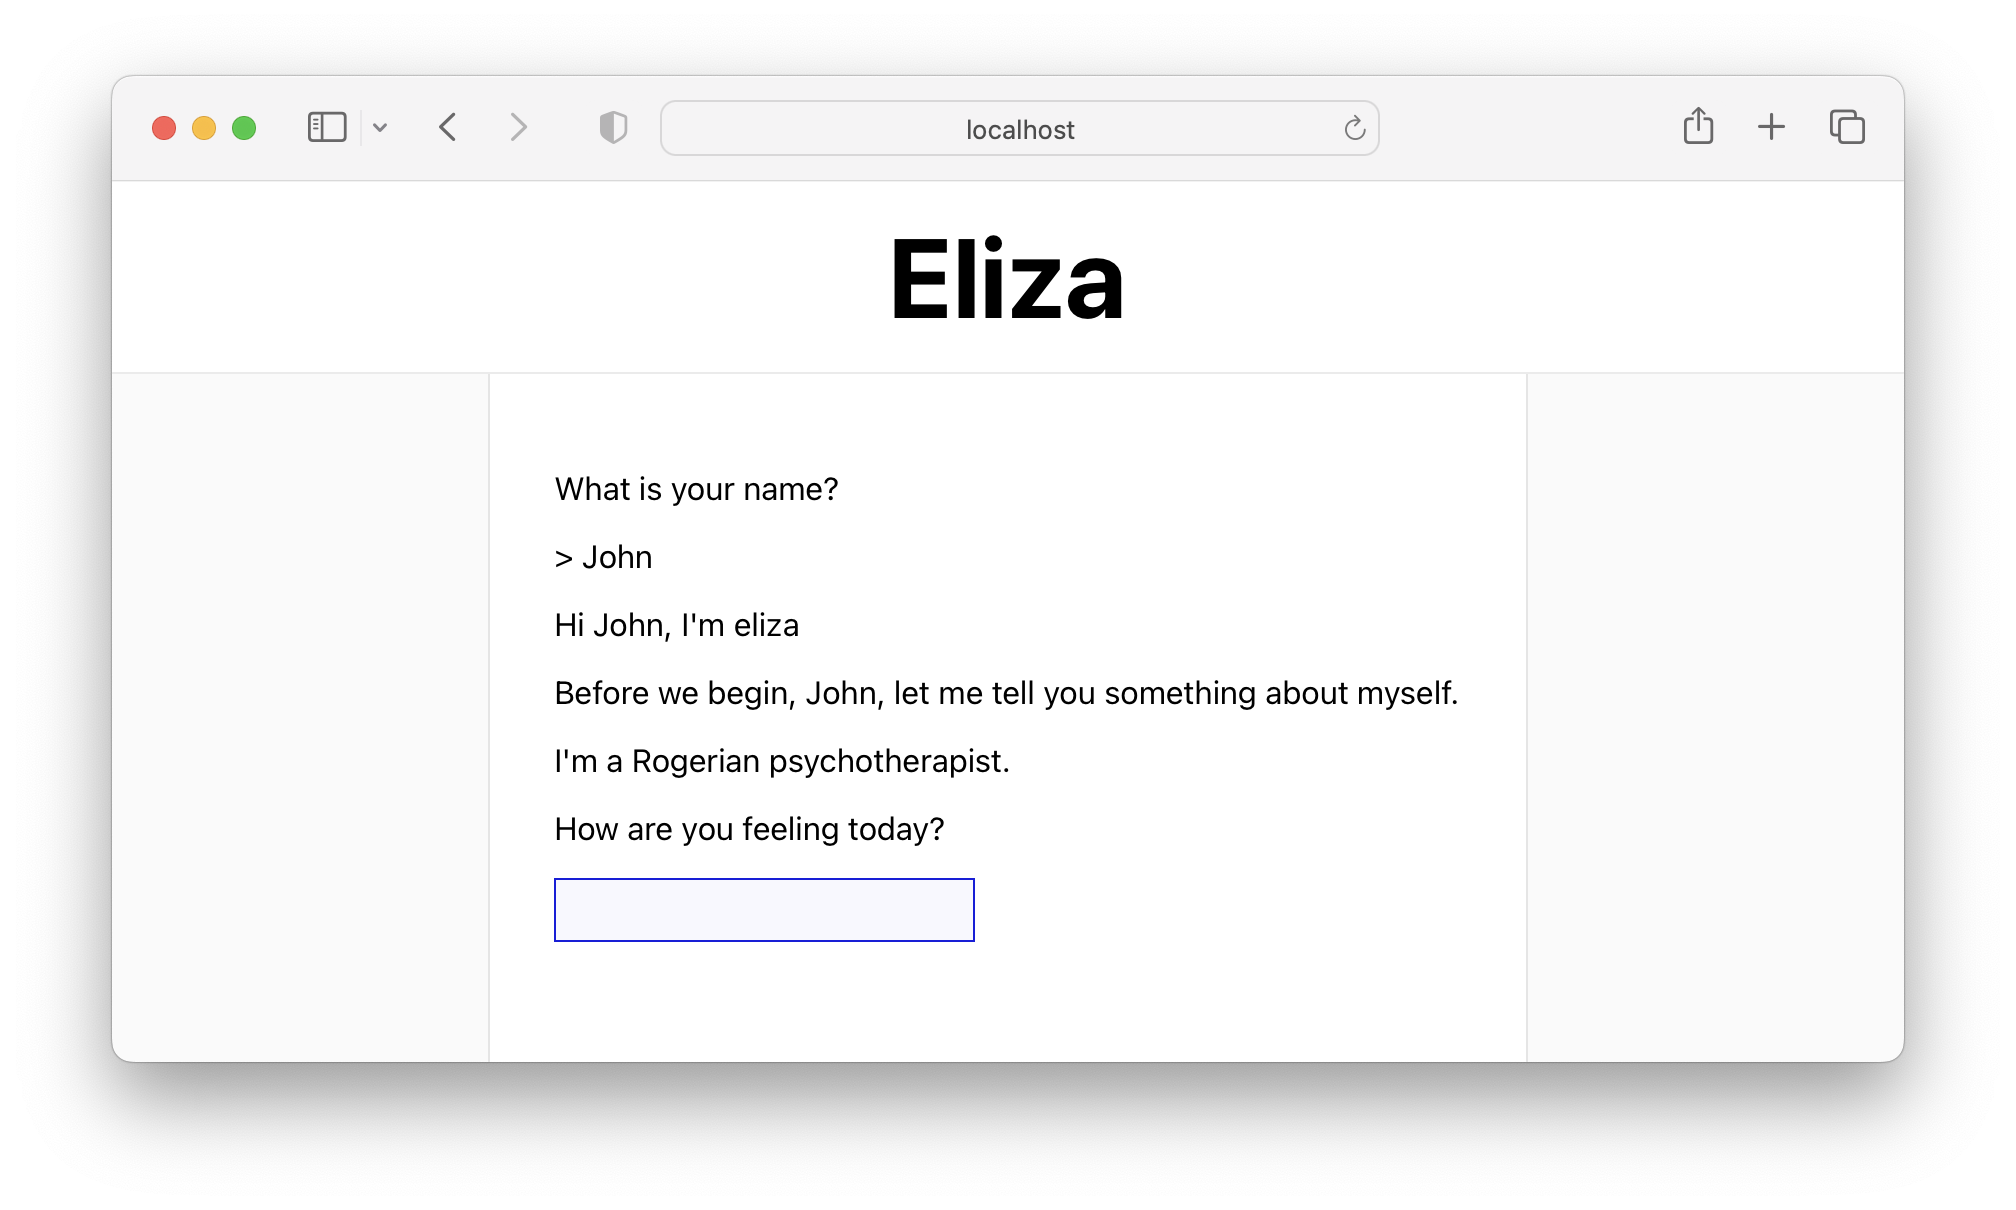 localhost
Eliza
What is your name?
> John
Hi John, I'm eliza
Before we begin, John, let me tell you something about myself.
I'm a Rogerian psychotherapist.
How are you feeling today?